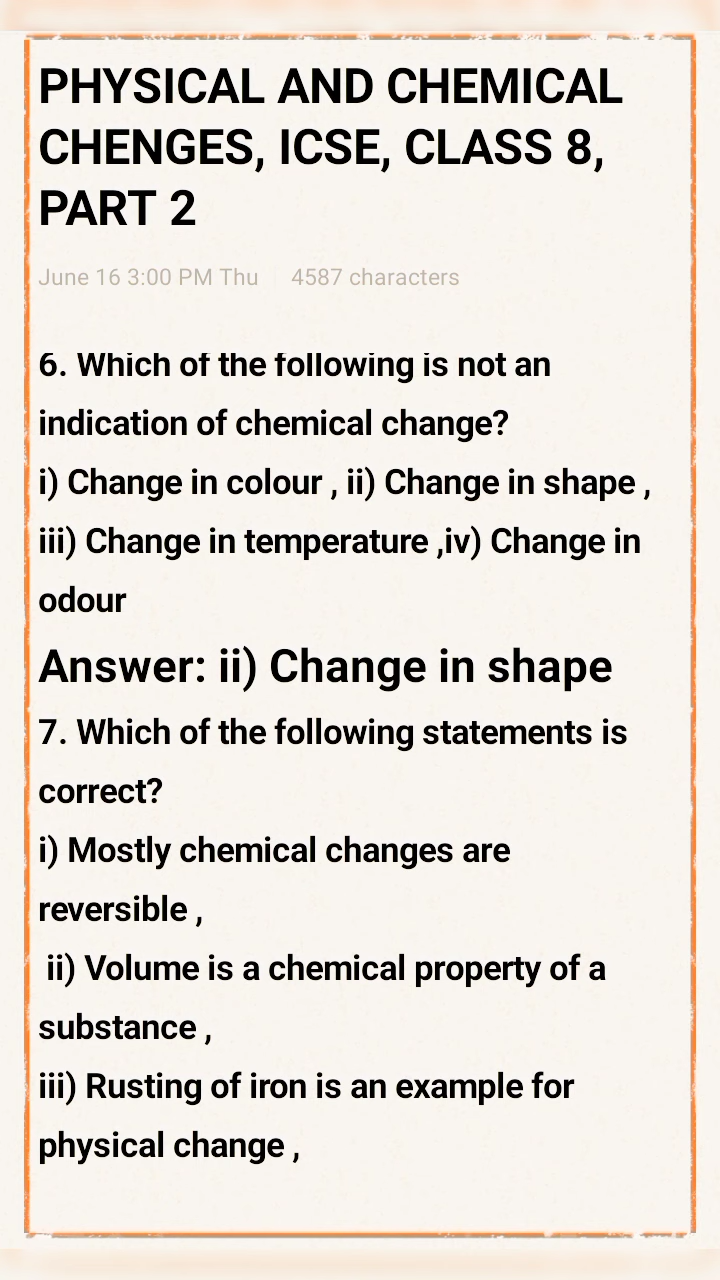 PHYSICAL AND CHEMICAL
CHENGES, ICSE, CLASS 8,
PART 2
June 16 3:00 PM Thu | 4587 characters
6. Which of the following is not an
indication of chemical change?
i) Change in colour , ii) Change in shape ,
iii) Change in temperature ,iv) Change in
odour
Answer: ii) Change in shape
7. Which of the following statements is
correct?
i) Mostly chemical changes are
reversible ,
ii) Volume is a chemical property of a
substance ,
iii) Rusting of iron is an example for
physical change ,